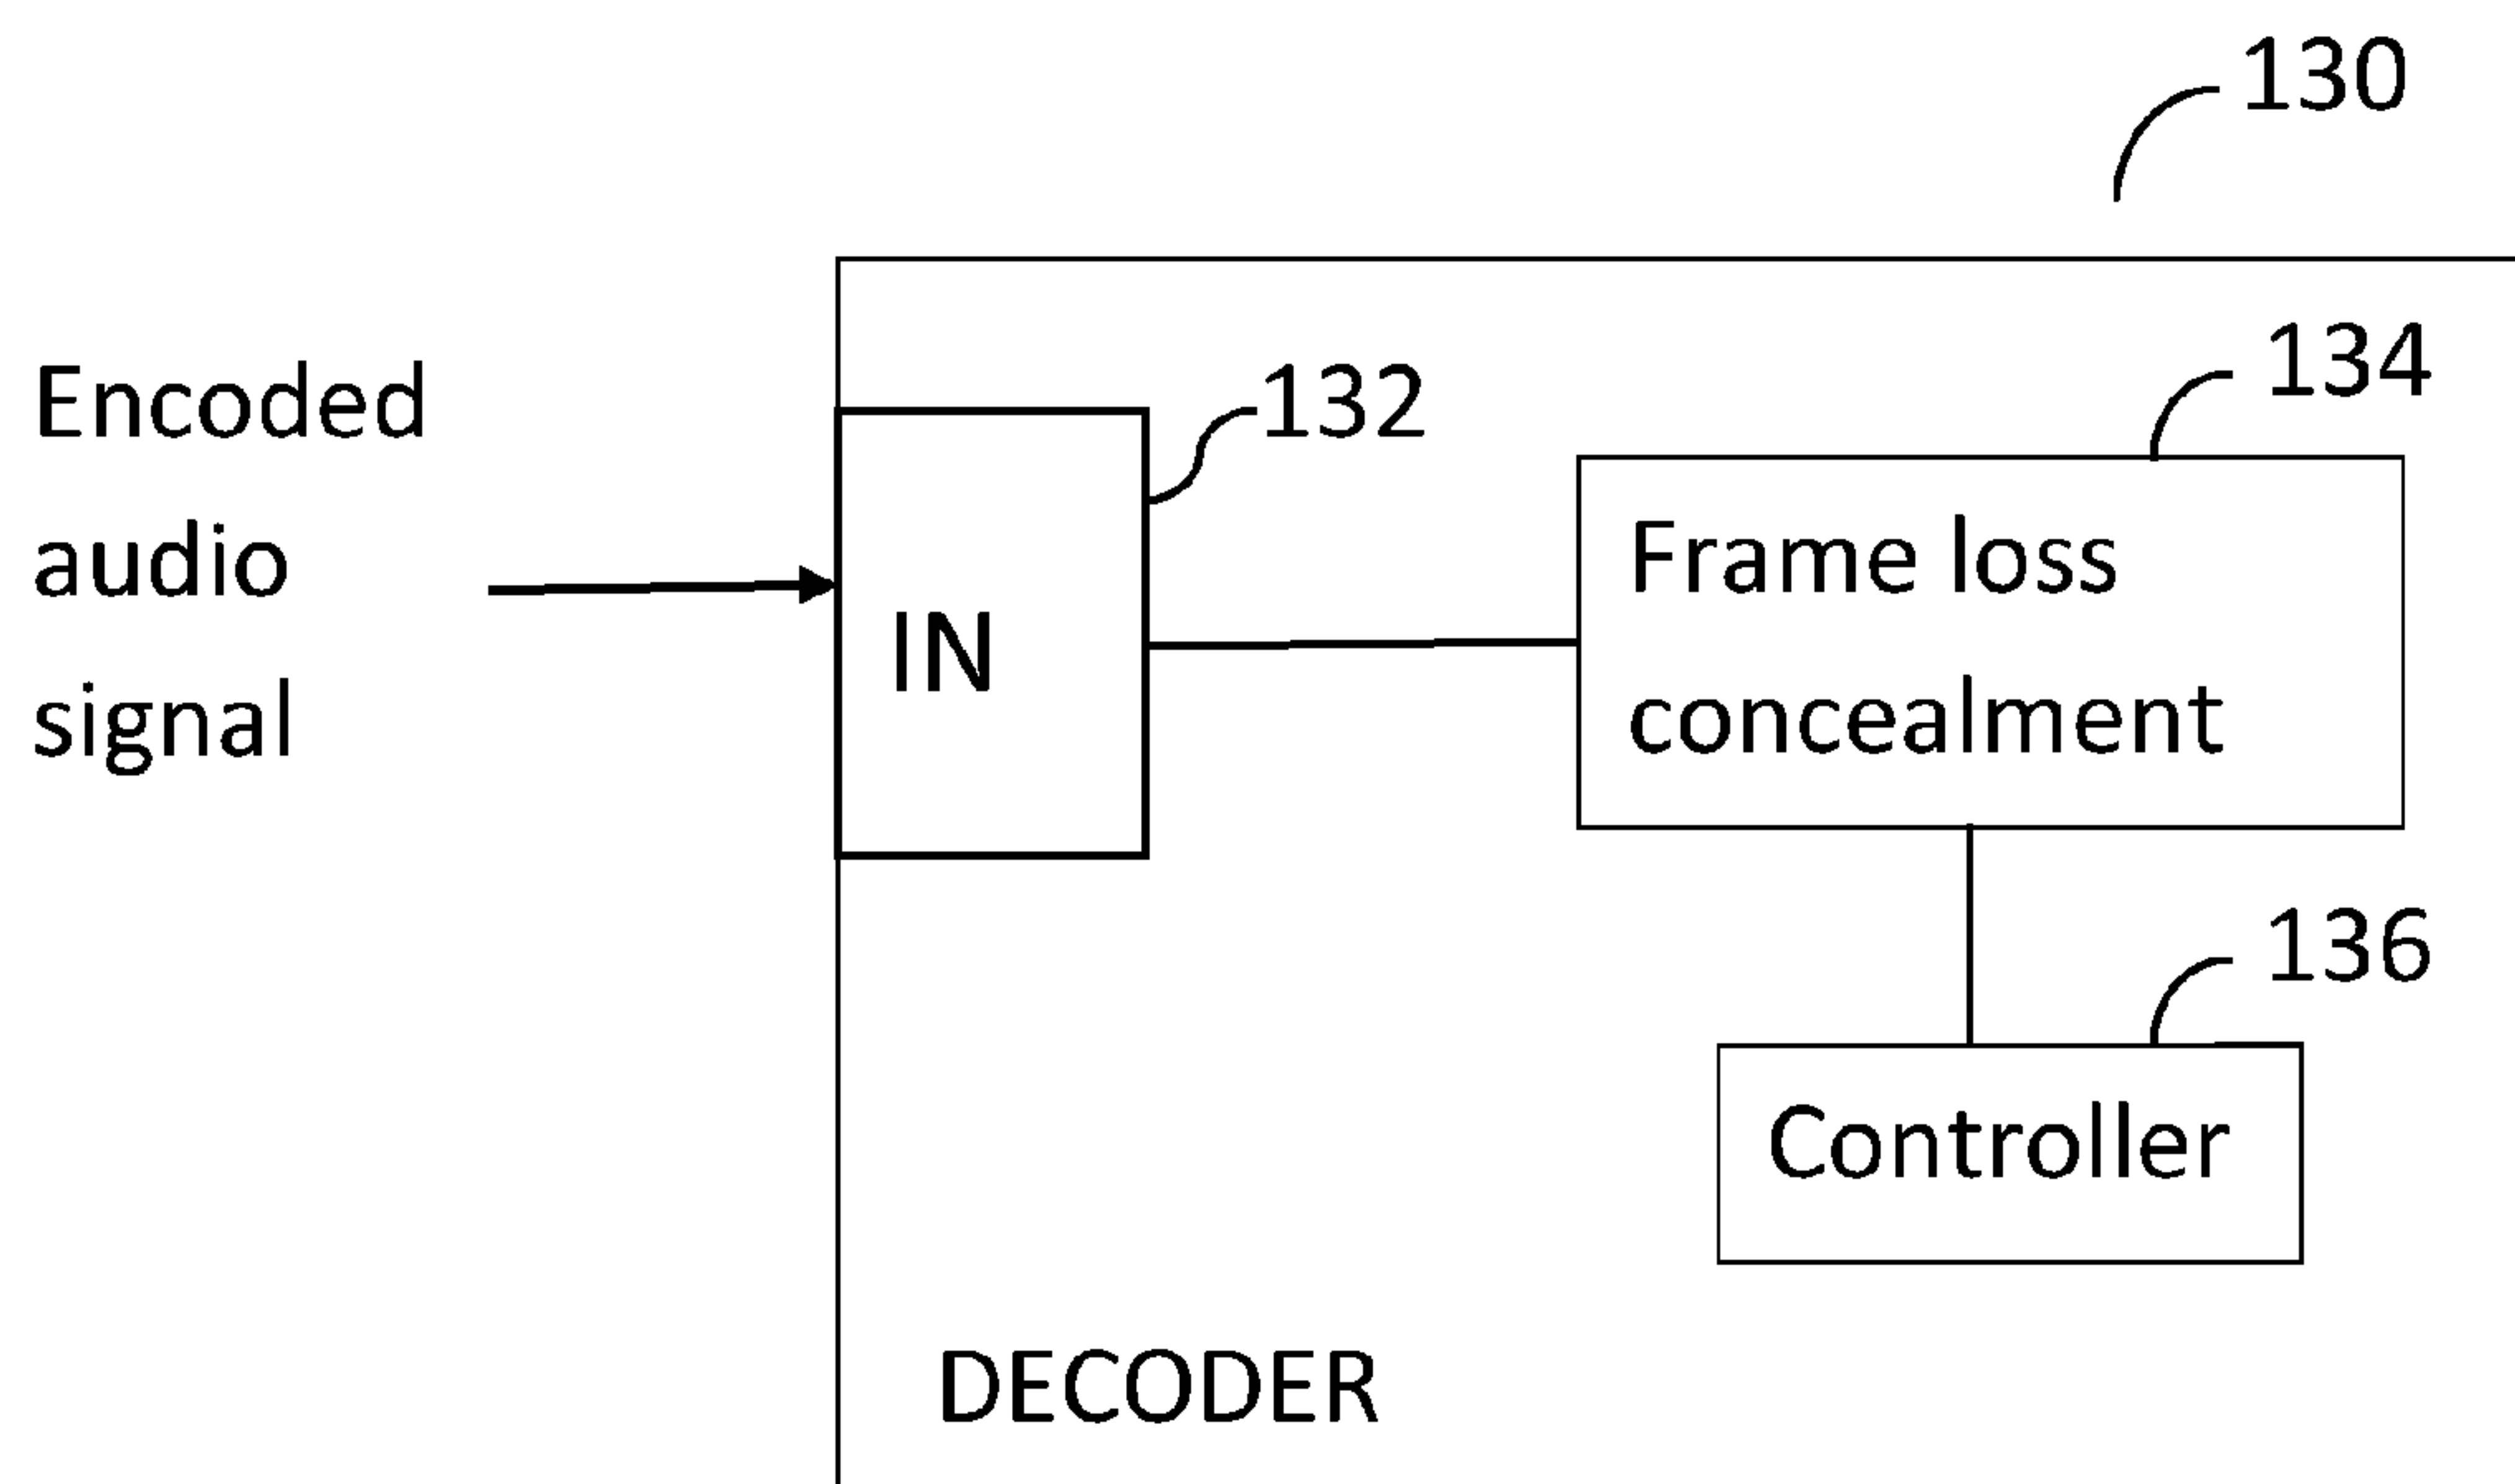 130
134
132
Encoded
audio
signal
IN
Frame loss
concealment
136
Controller
DECODER